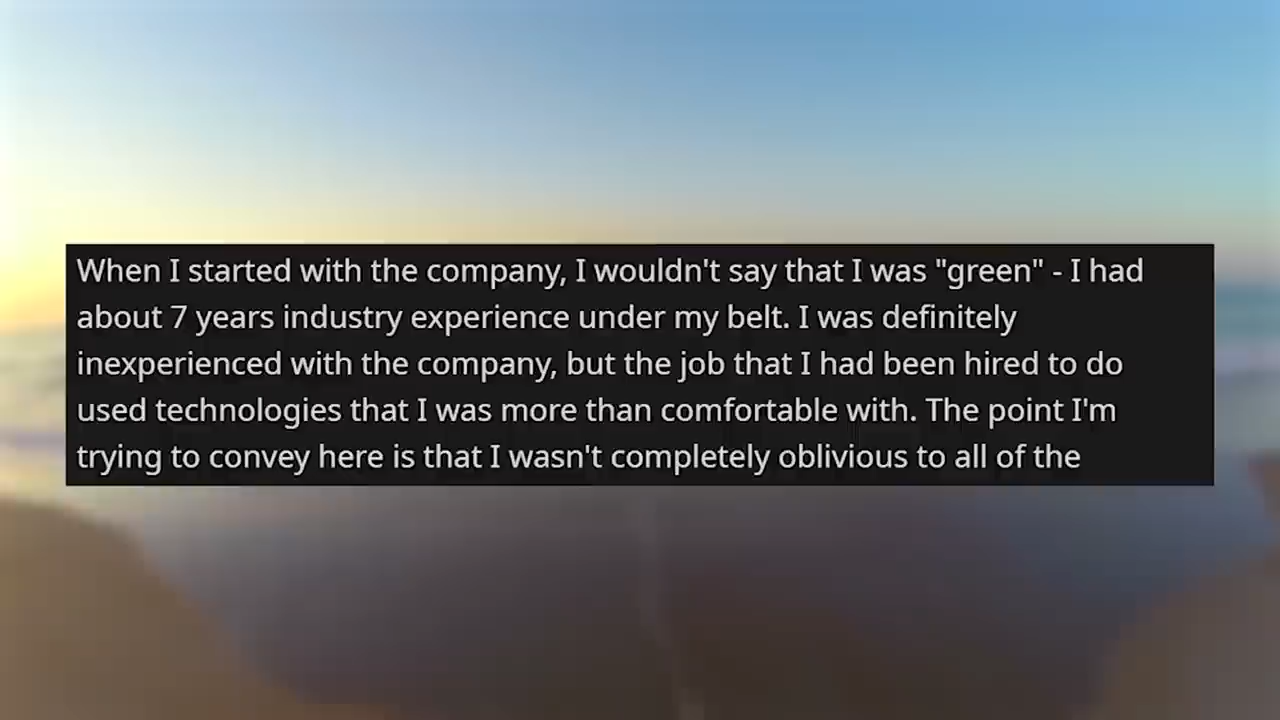 When I started with the company, I wouldn't say that I was "green" - I had
about 7 years industry experience under my belt. I was definitely
inexperienced with the company, but the job that I had been hired to do
used technologies that I was more than comfortable with. The point I'm
trying to convey here is that I wasn't completely oblivious to all of the